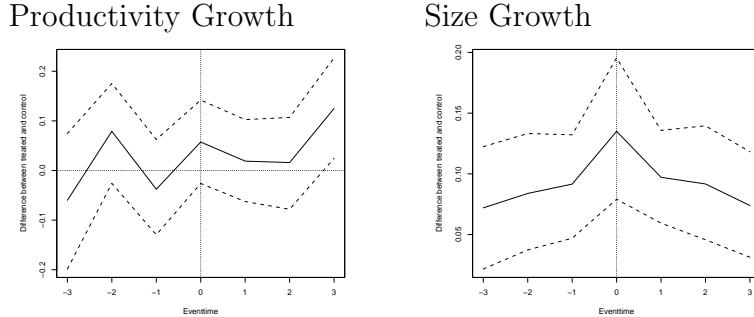 Productivity Growth
Size Growth
Difference between treated and control
0.2
0.1
0.0
−0.1
−0.2
−3 −2 −1 0 1 2 3
Eventtime
Difference between treated and control
0.20
0.15
0.10
0.05
−3 −2 −1 0 1 2 3
Eventtime